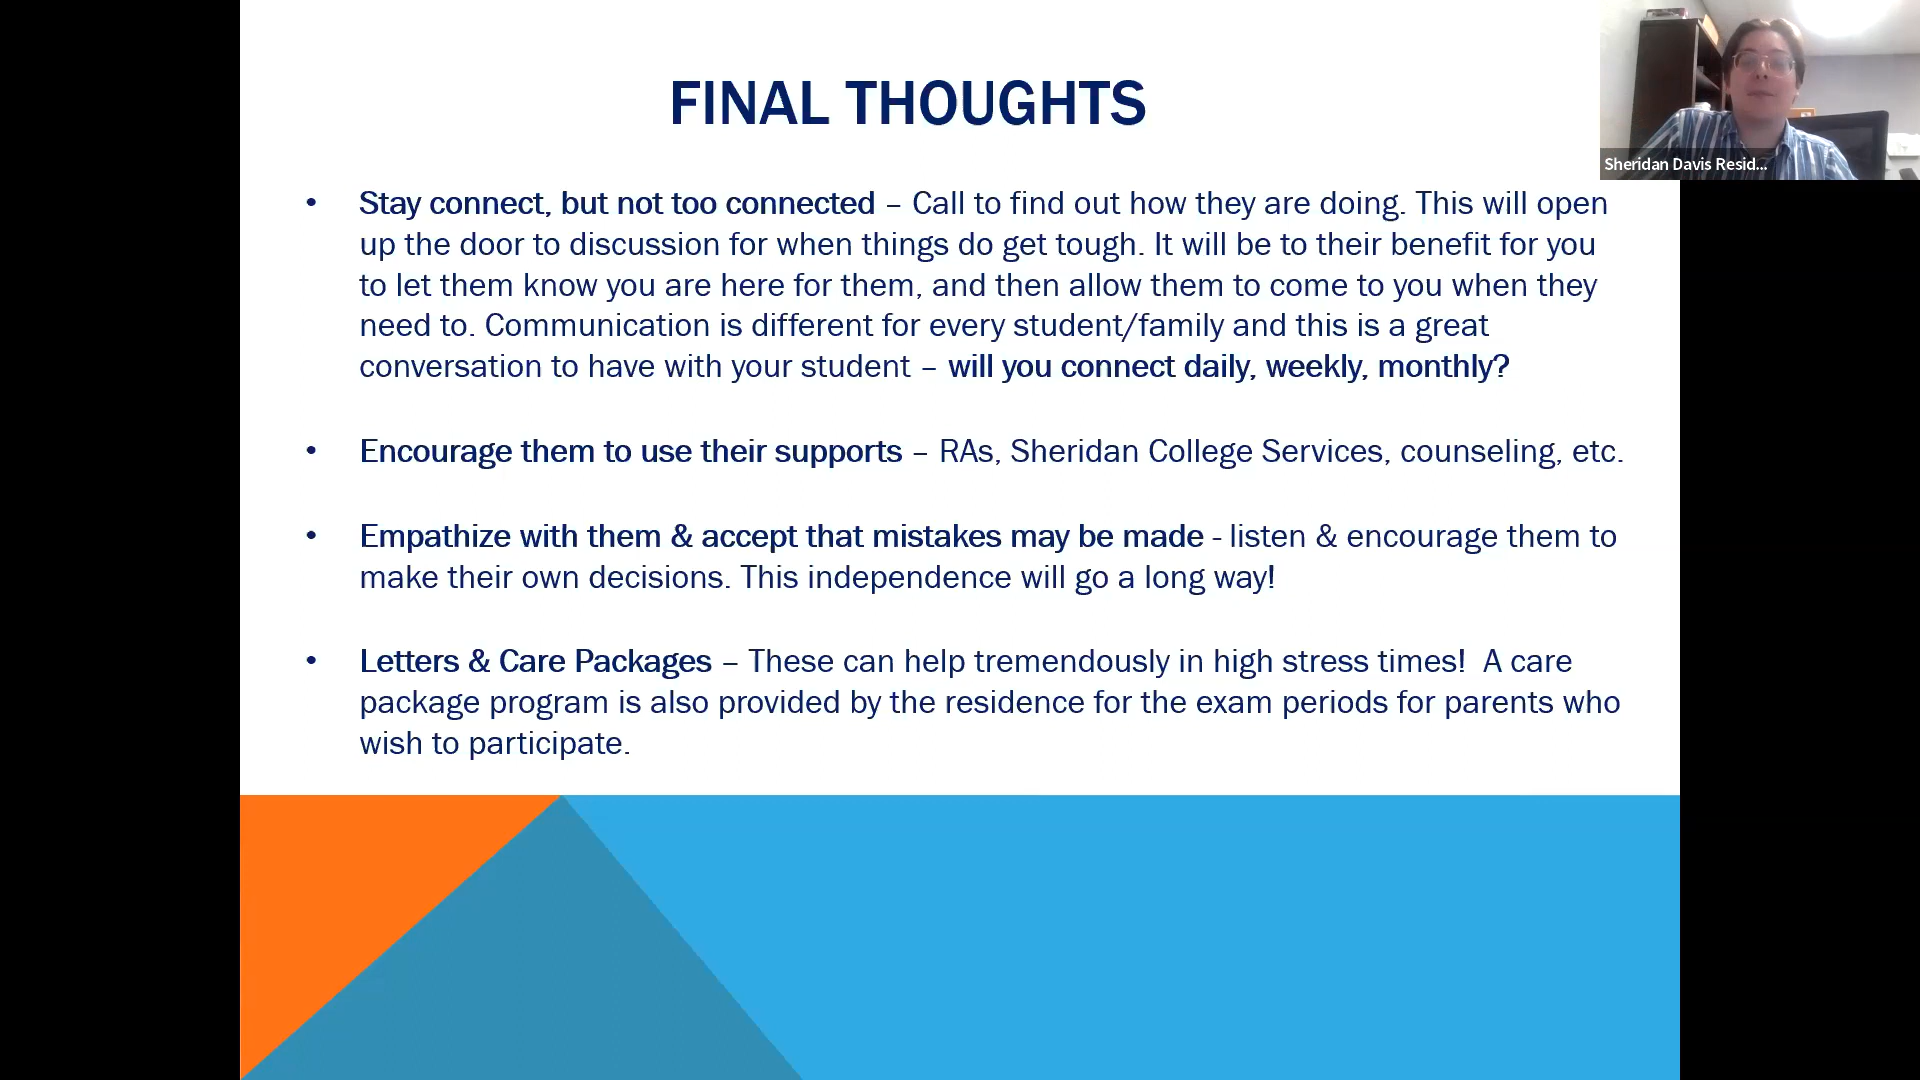 FINAL THOUGHTS
Sheridan Davis Resid...
• Stay connect, but not too connected – Call to find out how they are doing. This will open
up the door to discussion for when things do get tough. It will be to their benefit for you
to let them know you are here for them, and then allow them to come to you when they
need to. Communication is different for every student/family and this is a great
conversation to have with your student – will you connect daily, weekly, monthly?
• Encourage them to use their supports – RAs, Sheridan College Services, counseling, etc.
• Empathize with them & accept that mistakes may be made - listen & encourage them to
make their own decisions. This independence will go a long way!
• Letters & Care Packages – These can help tremendously in high stress times!  A care
package program is also provided by the residence for the exam periods for parents who
wish to participate.